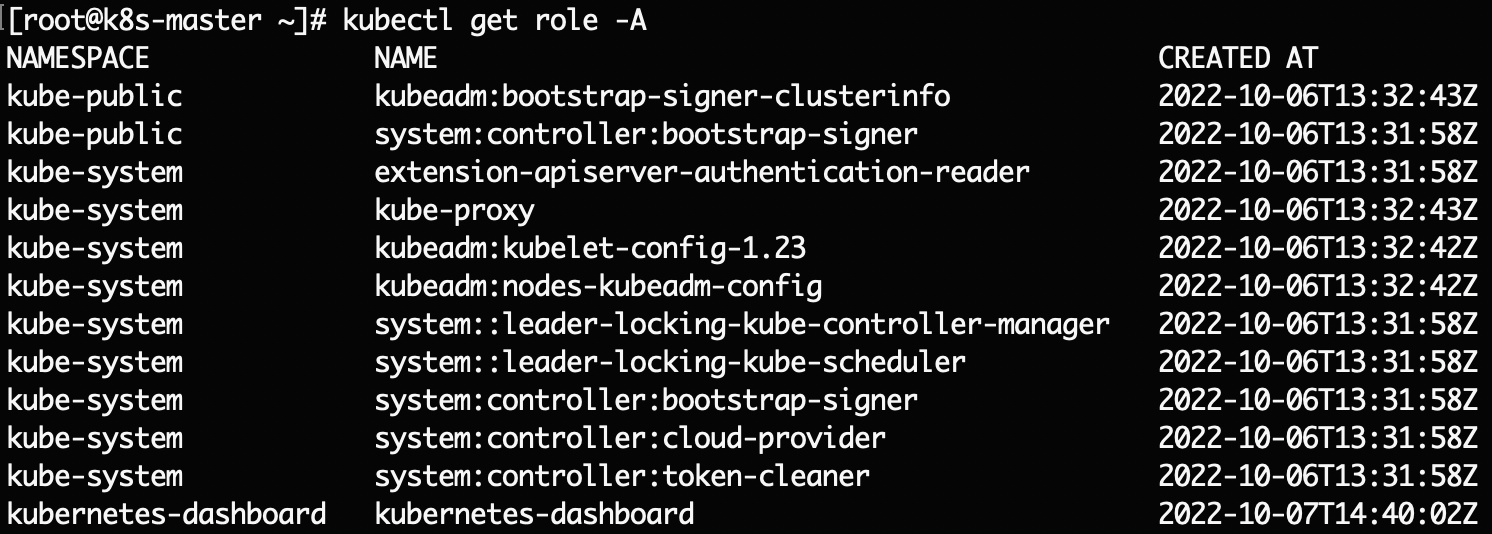 [root@k8s-master ~]# kubectl get role -A
NAMESPACE NAME CREATED AT
kube-public kubeadm:bootstrap-signer-clusterinfo 2022-10-06T13:32:43Z
kube-public system:controller:bootstrap-signer 2022-10-06T13:31:58Z
kube-system extension-apiserver-authentication-reader 2022-10-06T13:31:58Z
kube-system kube-proxy 2022-10-06T13:32:43Z
kube-system kubeadm:kubelet-config-1.23 2022-10-06T13:32:42Z
kube-system kubeadm:nodes-kubeadm-config 2022-10-06T13:32:42Z
kube-system system::leader-locking-kube-controller-manager 2022-10-06T13:31:58Z
kube-system system::leader-locking-kube-scheduler 2022-10-06T13:31:58Z
kube-system system:controller:bootstrap-signer 2022-10-06T13:31:58Z
kube-system system:controller:cloud-provider 2022-10-06T13:31:58Z
kube-system system:controller:token-cleaner 2022-10-06T13:31:58Z
kubernetes-dashboard kubernetes-dashboard 2022-10-07T14:40:02Z